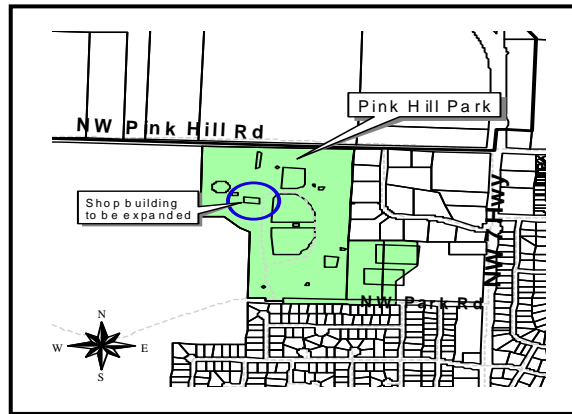 Pink Hill Park
NW Pink Hill Rd
Shop building
to be expanded
NW 7 Hwy
NW Park Rd
N
W E
S